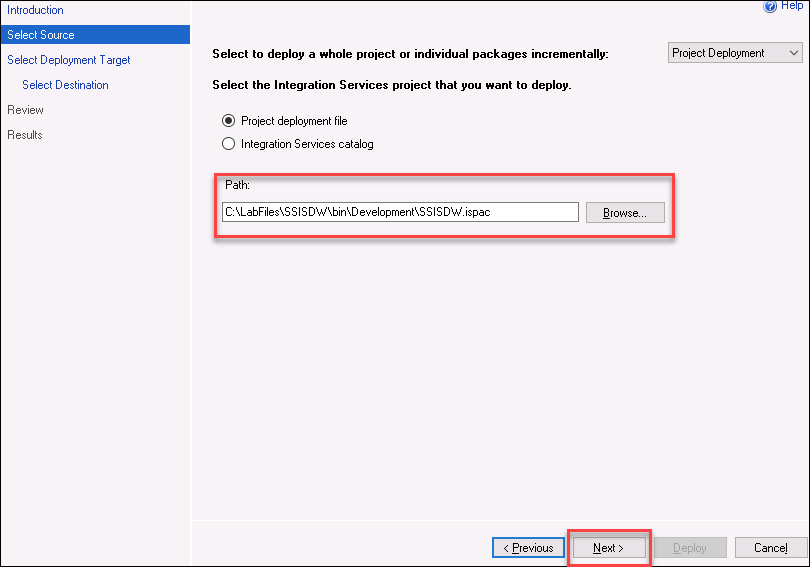 Introduction
Help
Select Source
Select Deployment Target
Select Destination
Review
Results
Select to deploy a whole project or individual packages incrementally:
Project Deployment
Select the Integration Services project that you want to deploy.
Project deployment file
Integration Services catalog
Path:
C:\LabFiles\SSISDW\bin\Development\SSISDW.ispac
Browse...
< Previous
Next >
Deploy
Cancel